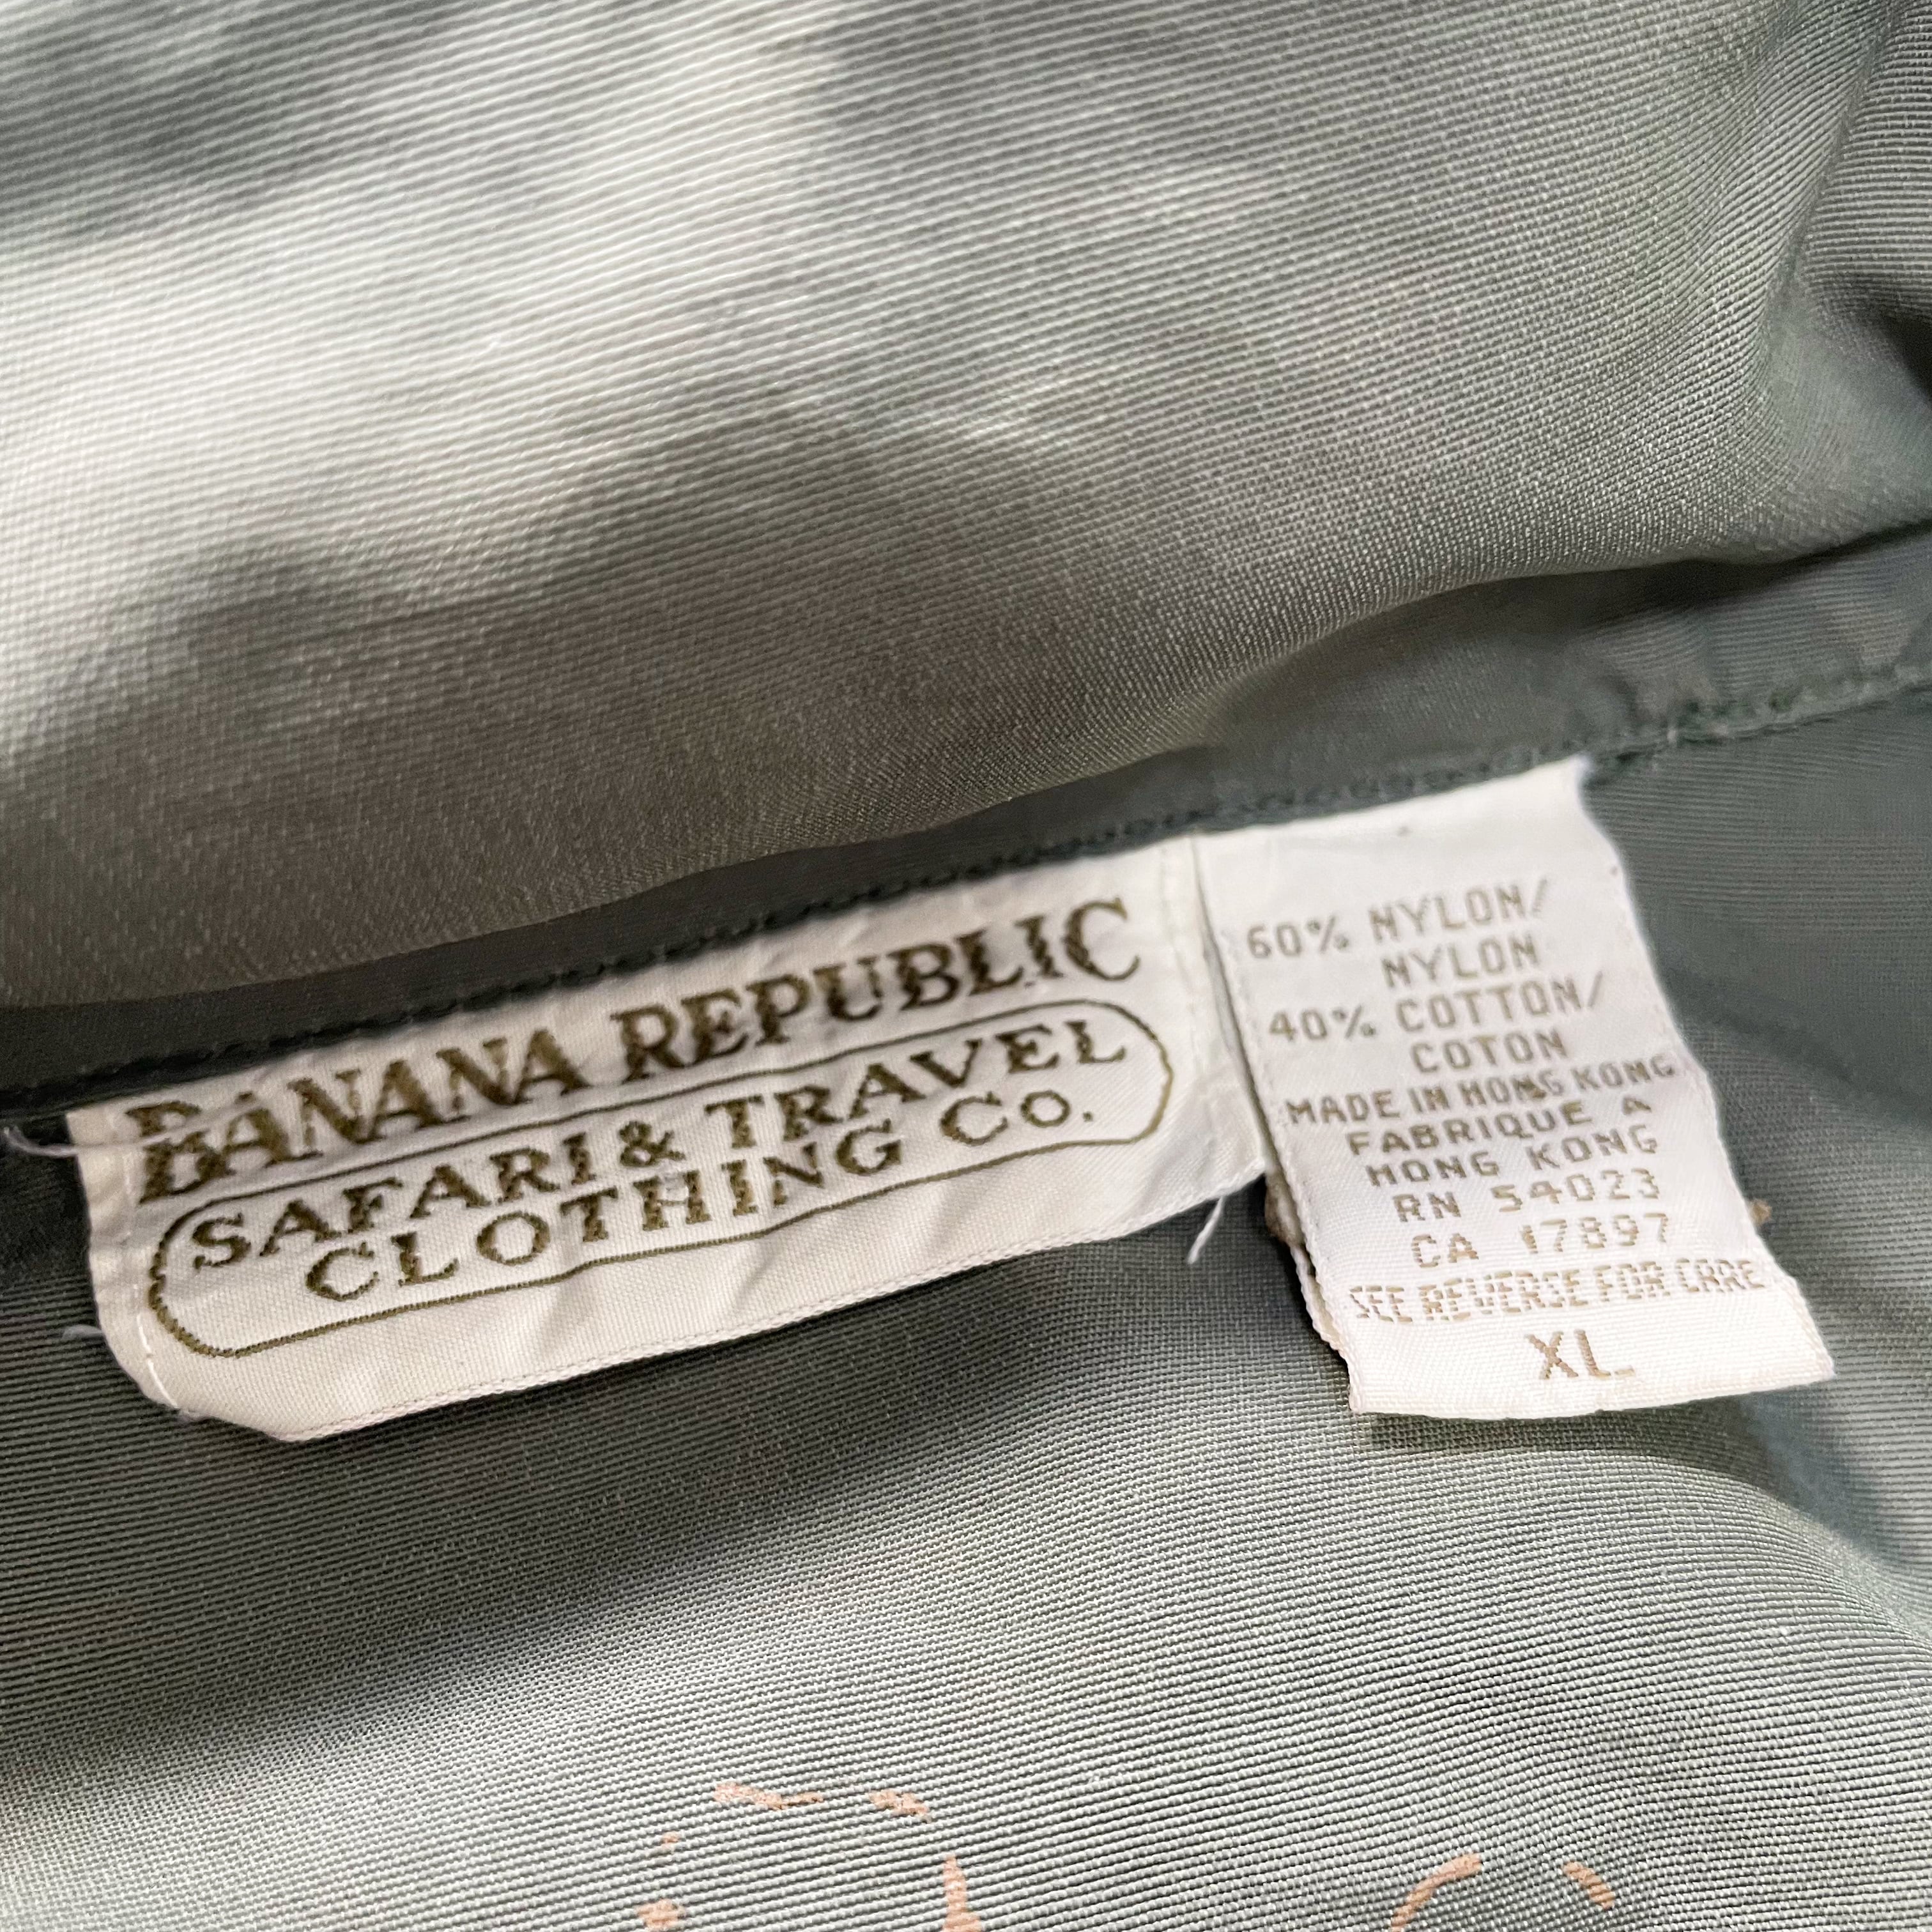 BANANA REPUBLIC
SAFARI & TRAVEL
CLOTHING Co.
60% NYLON/
NYLON
40% COTTON/
COTON
MADE IN HONG KONG
FABRIQUE A
HONG KONG
RN 54023
CA 17897
SEE REVERSE FOR CARE
XL